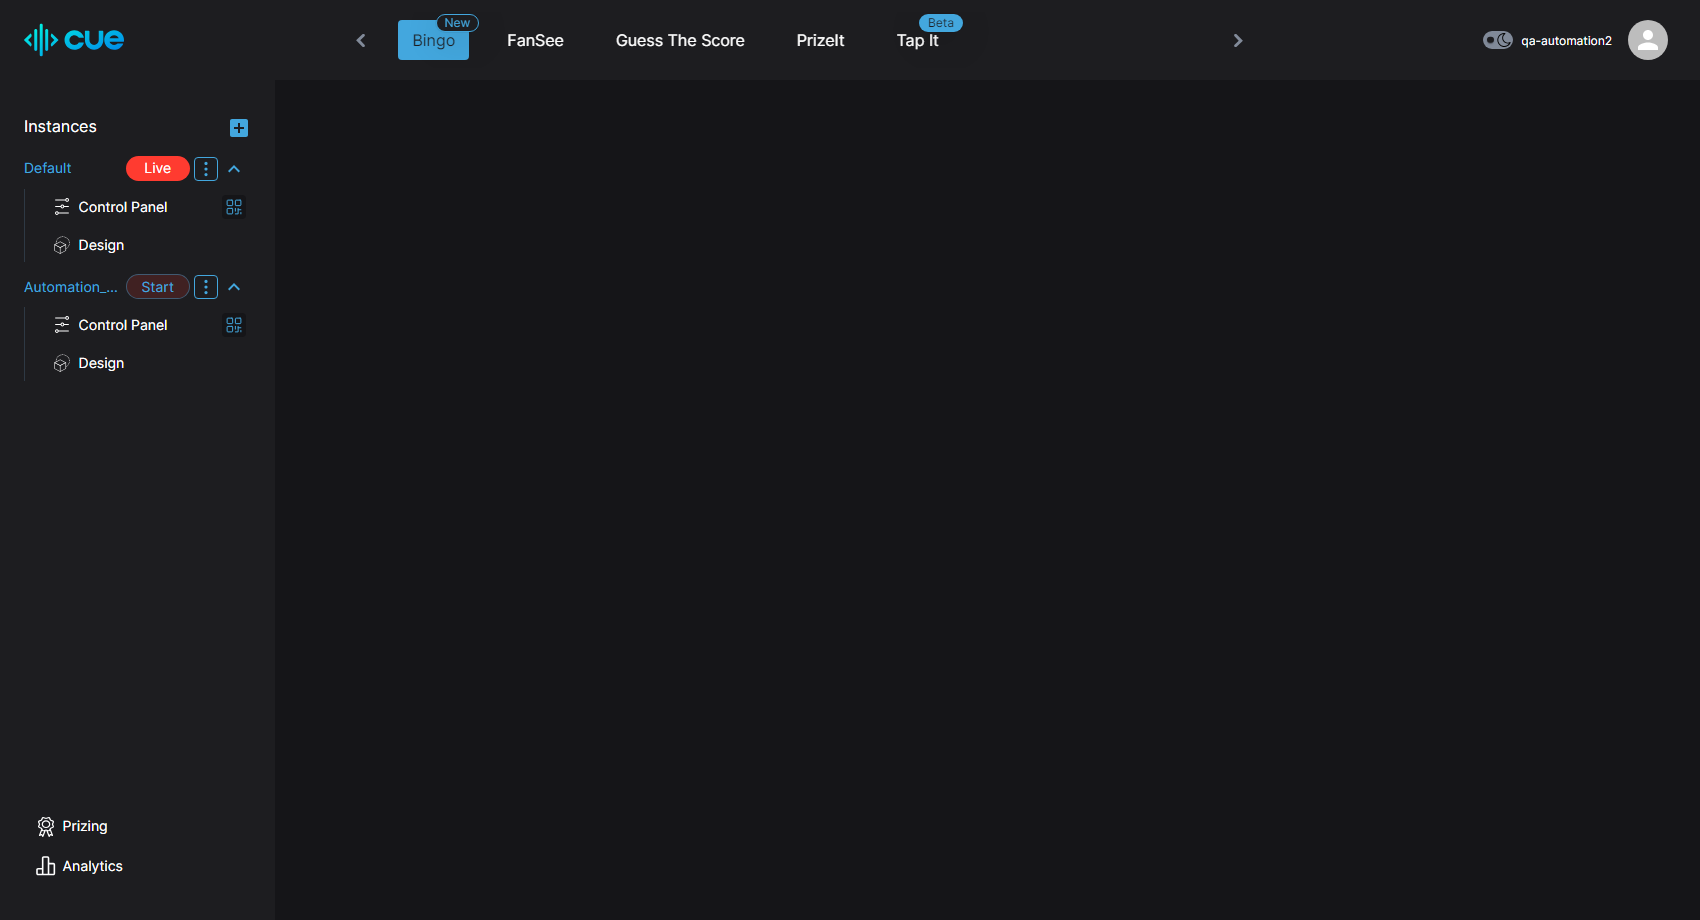 cue
New
Bingo
FanSee
Guess The Score
PrizeIt
Beta
Tap It
qa-automation2
Instances
Default
Live
Control Panel
Design
Automation_...
Start
Control Panel
Design
Prizing
Analytics